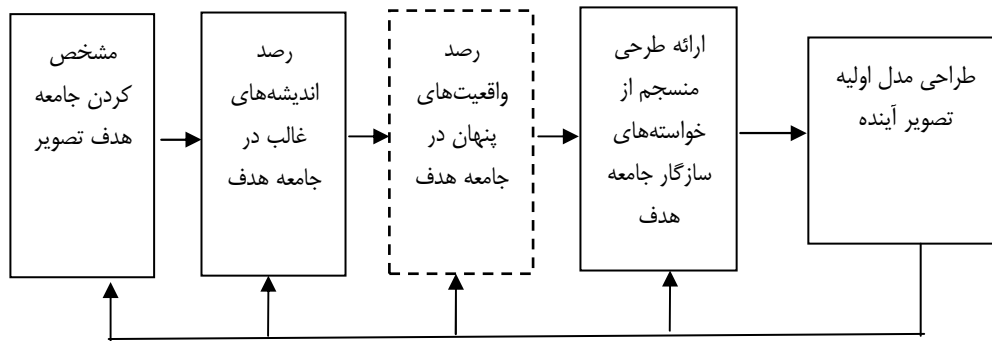 مشخص
کردن جامعه
هدف تصویر
رصد
اندیشه‌های
غالب در
جامعه هدف
رصد
واقعیت‌های
پنهان در
جامعه هدف
ارائه طرحی
منسجم از
خواسته‌های
سازگار جامعه
هدف
طراحی مدل اولیه
تصویر آینده